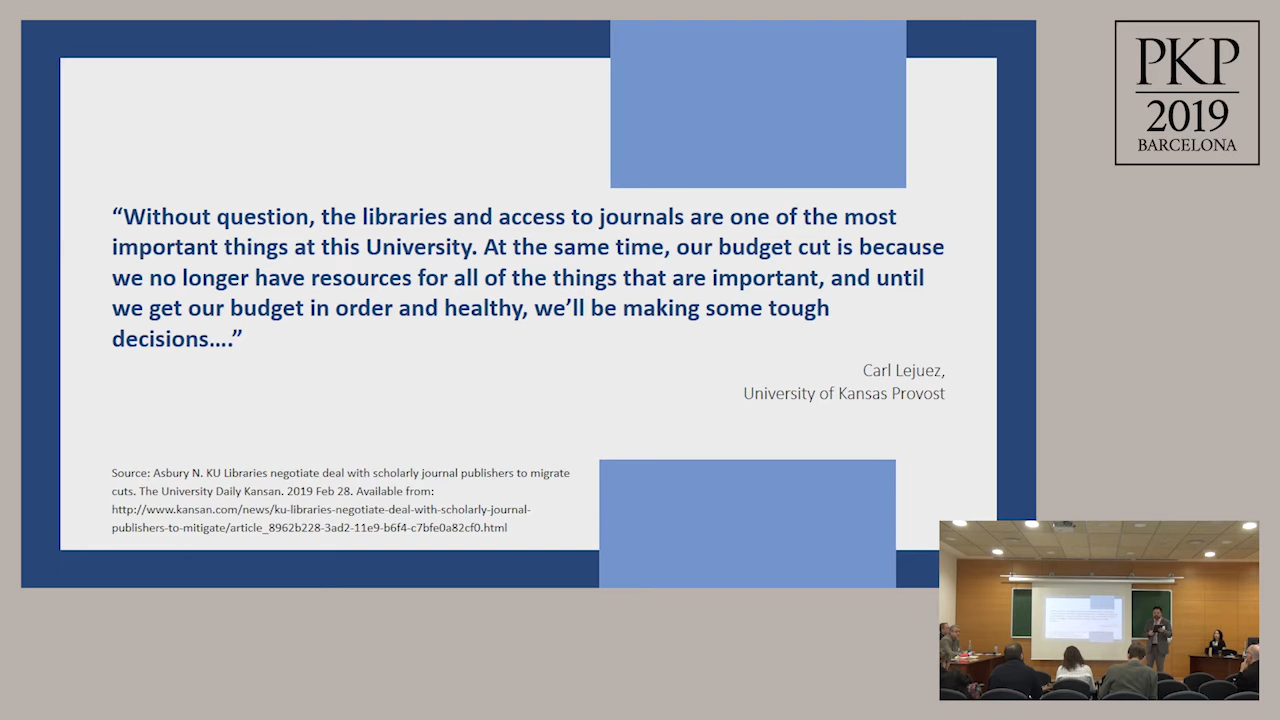 “Without question, the libraries and access to journals are one of the most
important things at this University. At the same time, our budget cut is because
we no longer have resources for all of the things that are important, and until
we get our budget in order and healthy, we’ll be making some tough
decisions….”
Carl Lejuez,
University of Kansas Provost
Source: Asbury N. KU Libraries negotiate deal with scholarly journal publishers to migrate
cuts. The University Daily Kansan. 2019 Feb 28. Available from:
http://www.kansan.com/news/ku-libraries-negotiate-deal-with-scholarly-journal-
publishers-to-mitigate/article_8962b228-3ad2-11e9-b6f4-c7bfe0a82cf0.html
PKP
2019
BARCELONA